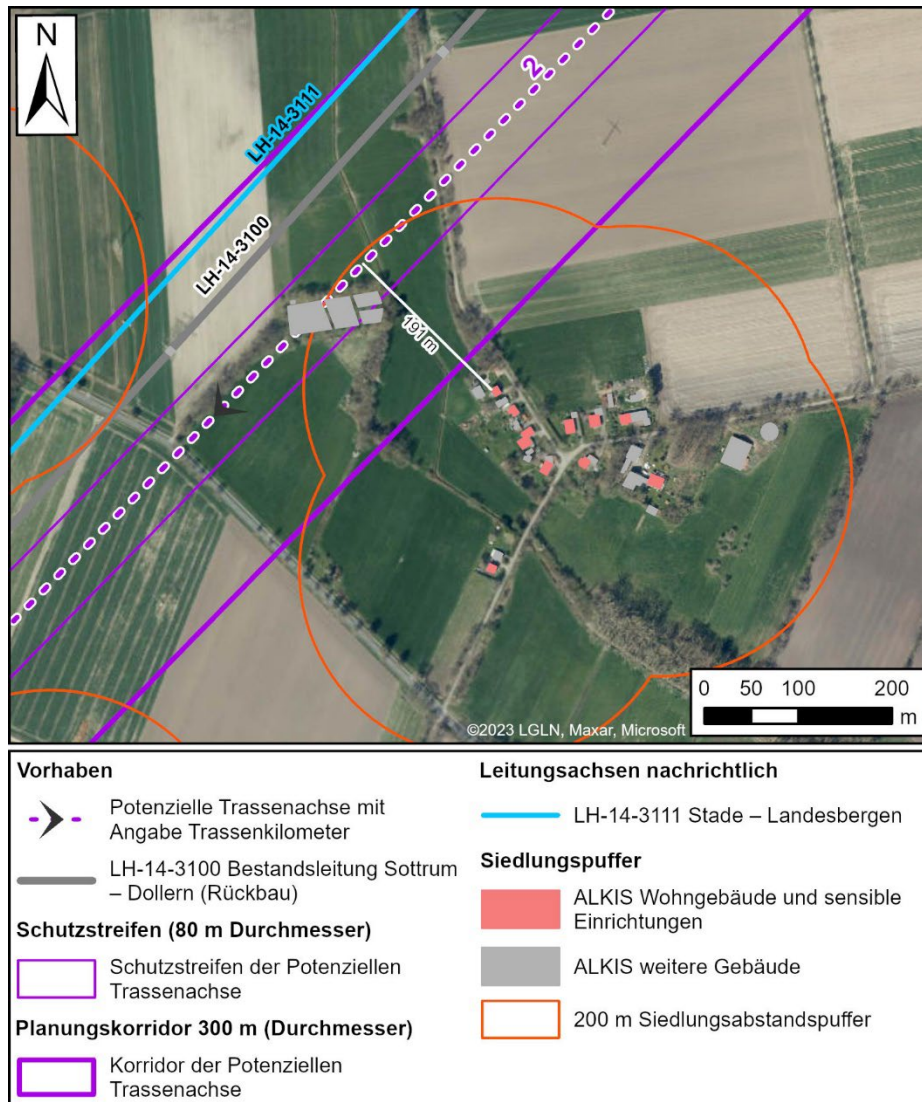 N
LH-14-3111
LH-14-3100
2
191 m
0 50 100 200
m
©2023 LGLN, Maxar, Microsoft
Vorhaben
Potenzielle Trassenachse mit
Angabe Trassenkilometer
LH-14-3100 Bestandsleitung Sottrum
– Dollern (Rückbau)
Schutzstreifen (80 m Durchmesser)
Schutzstreifen der Potenziellen
Trassenachse
Planungskorridor 300 m (Durchmesser)
Korridor der Potenziellen
Trassenachse
Leitungsachsen nachrichtlich
LH-14-3111 Stade – Landesbergen
Siedlungspuffer
ALKIS Wohngebäude und sensible
Einrichtungen
ALKIS weitere Gebäude
200 m Siedlungsabstandspuffer